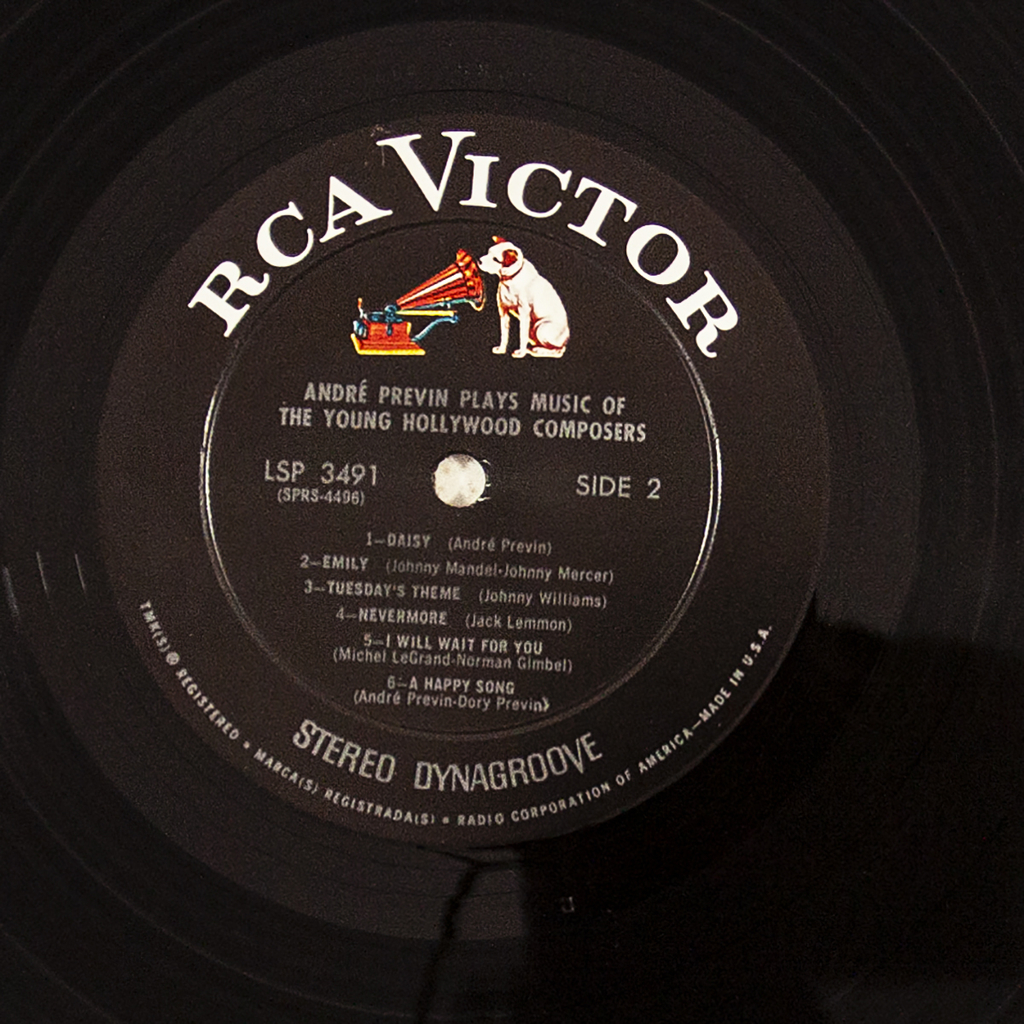 RCA VICTOR
ANDRÉ PREVIN PLAYS MUSIC OF
THE YOUNG HOLLYWOOD COMPOSERS
LSP 3491
(SPRS-4496)
SIDE 2
1—DAISY (André Previn)
2—EMILY (Johnny Mandel-Johnny Mercer)
3—TUESDAY'S THEME (Johnny Williams)
4—NEVERMORE (Jack Lemmon)
5—I WILL WAIT FOR YOU
(Michel LeGrand-Norman Gimbel)
6—A HAPPY SONG
(André Previn-Dory Previn)
STEREO DYNAGROOVE
TMK(S) ® REGISTERED • MARCA(S) REGISTRADA(S) • RADIO CORPORATION OF AMERICA—MADE IN U.S.A.